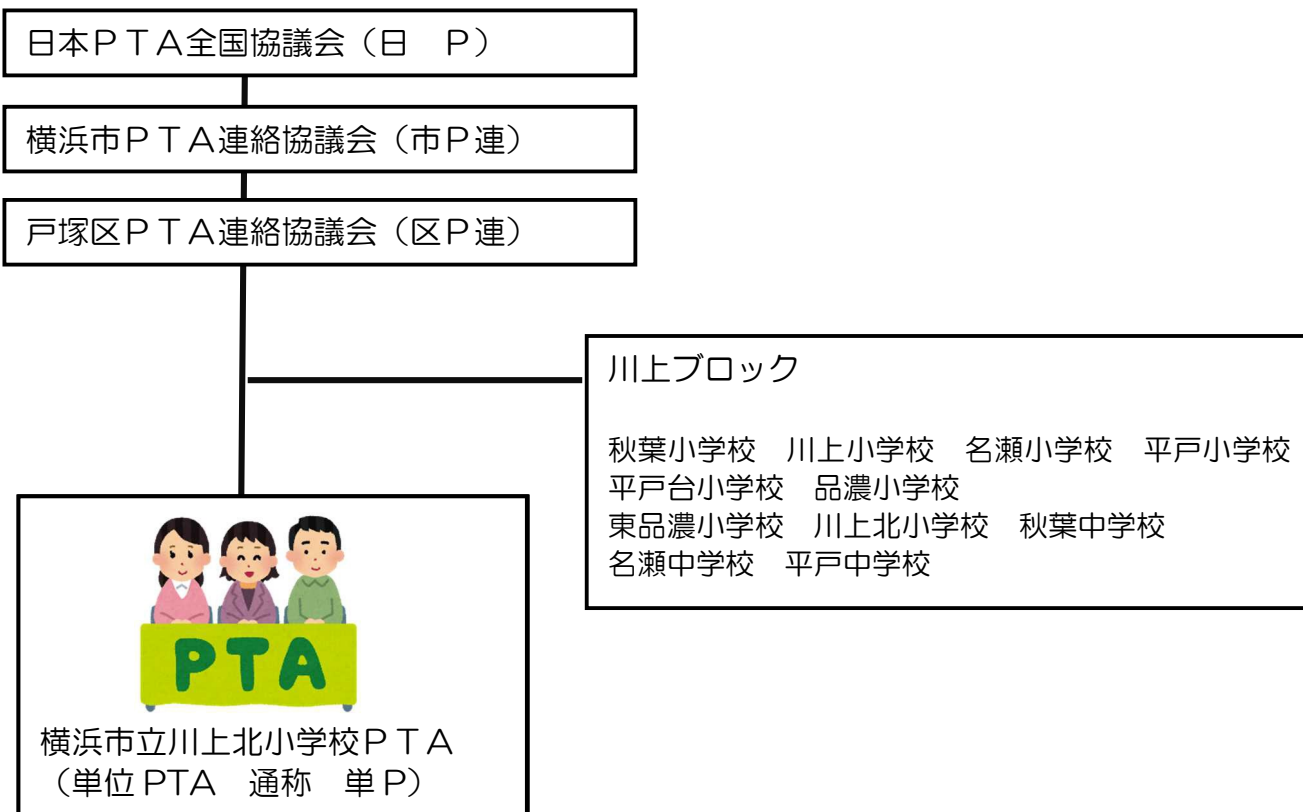 日本ＰＴＡ全国協議会（日　Ｐ）
横浜市ＰＴＡ連絡協議会（市Ｐ連）
戸塚区ＰＴＡ連絡協議会（区Ｐ連）
川上ブロック
秋葉小学校　川上小学校　名瀬小学校　平戸小学校
平戸台小学校　品濃小学校
東品濃小学校　川上北小学校　秋葉中学校
名瀬中学校　平戸中学校
PTA
横浜市立川上北小学校ＰＴＡ
（単位 PTA　通称　単 P）